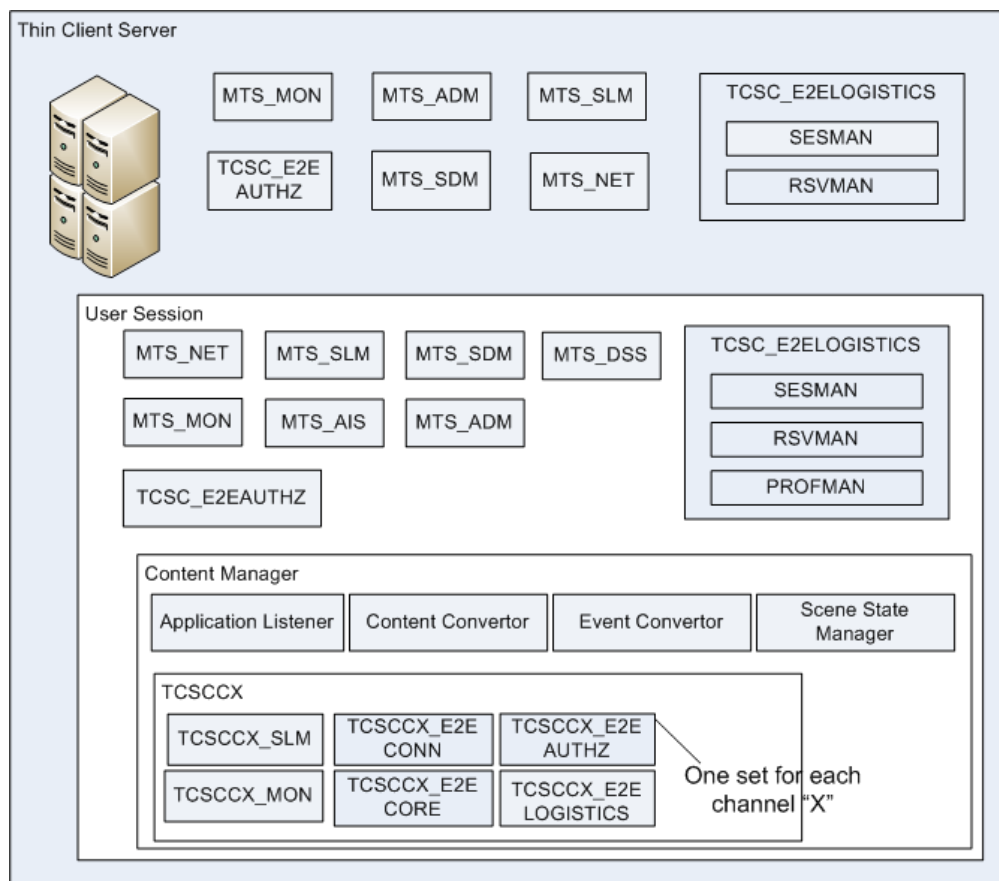 Thin Client Server
MTS_MON
MTS_ADM
MTS_SLM
TCSC_E2ELOGISTICS
SESMAN
RSVMAN
TCSC_E2E
AUTHZ
MTS_SDM
MTS_NET
User Session
MTS_NET
MTS_SLM
MTS_SDM
MTS_DSS
TCSC_E2ELOGISTICS
SESMAN
RSVMAN
PROFMAN
MTS_MON
MTS_AIS
MTS_ADM
TCSC_E2EAUTHZ
Content Manager
Application Listener
Content Convertor
Event Convertor
Scene State
Manager
TCSCCX
TCSCCX_SLM
TCSCCX_E2E
CONN
TCSCCX_E2E
AUTHZ
TCSCCX_MON
TCSCCX_E2E
CORE
TCSCCX_E2E
LOGISTICS
One set for each
channel “X”